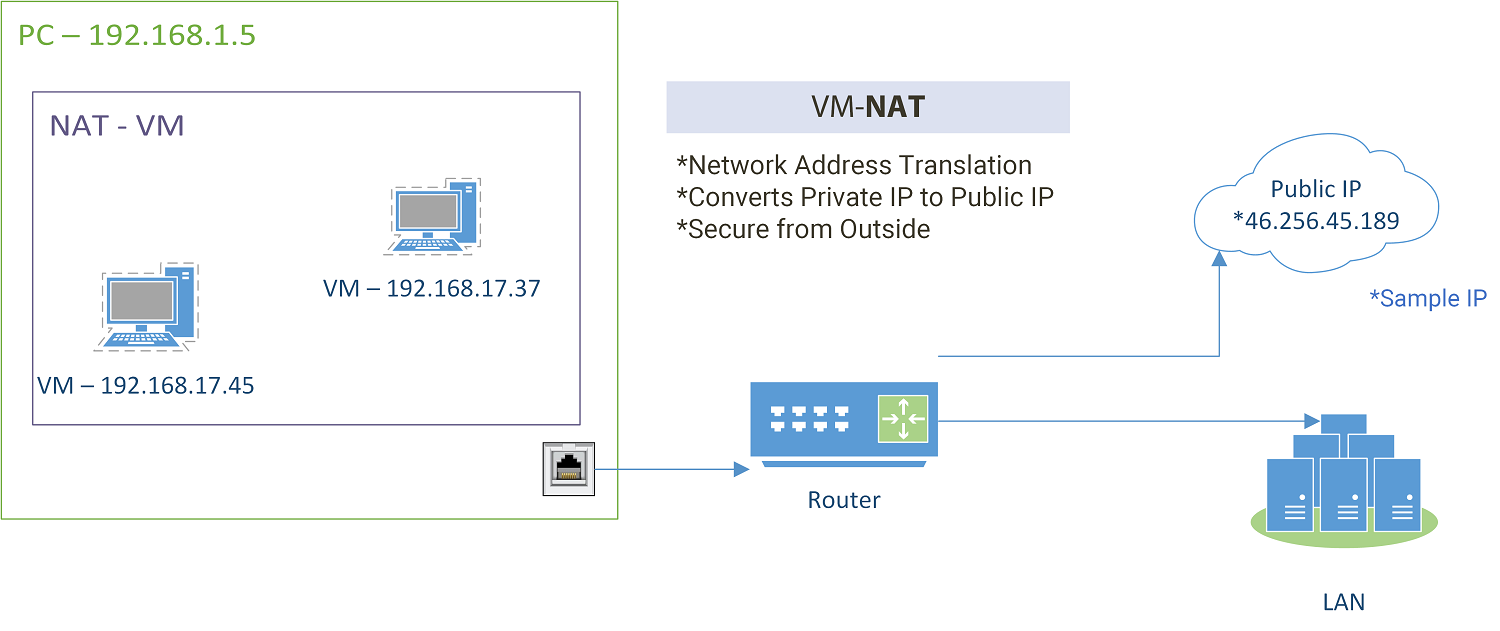 PC – 192.168.1.5
NAT - VM
VM – 192.168.17.37
VM – 192.168.17.45
VM-NAT
*Network Address Translation
*Converts Private IP to Public IP
*Secure from Outside
Public IP
*46.256.45.189
*Sample IP
Router
LAN